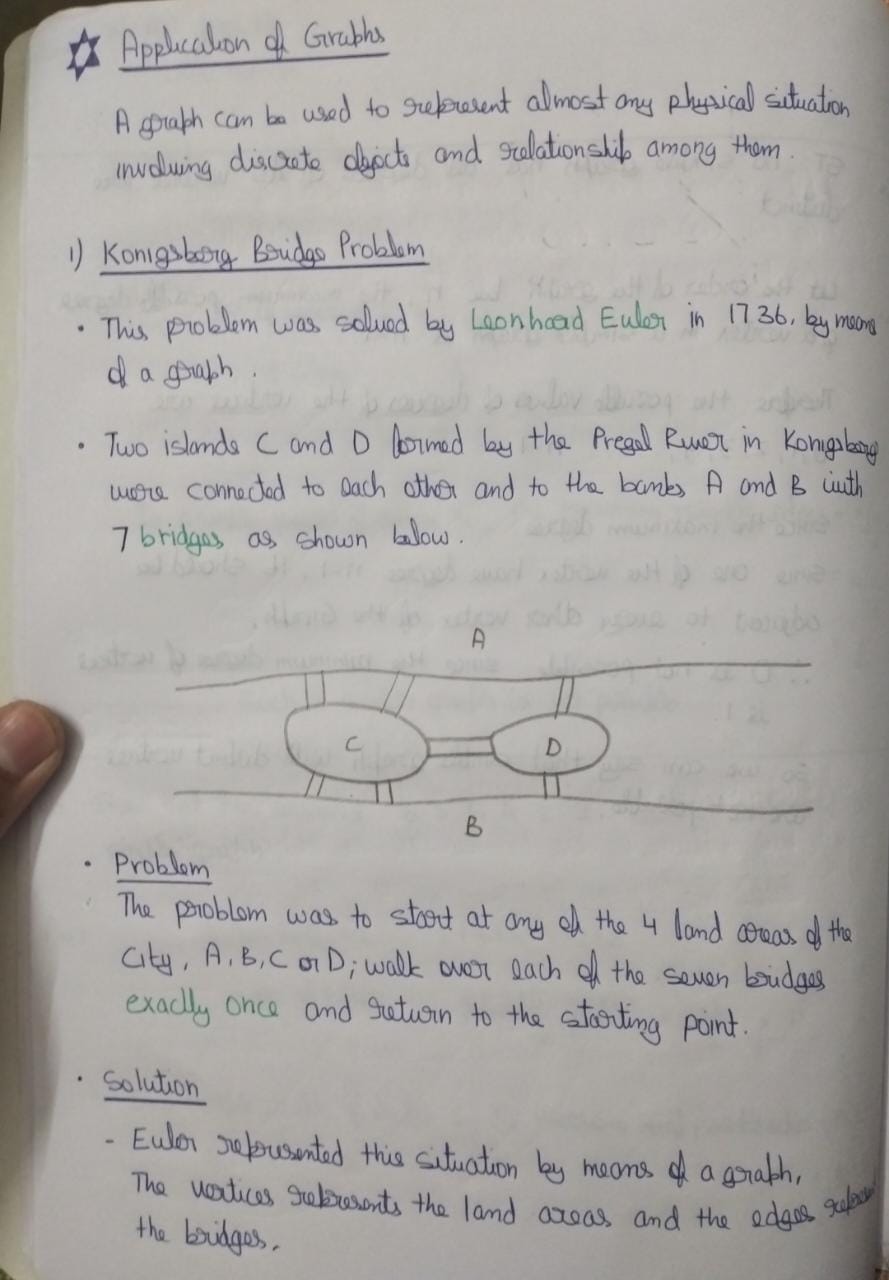 Application of Graphs
A graph can be used to represent almost any physical situation
involving discrete objects and relationship among them.
1) Konigsberg Bridge Problem
• This problem was solved by Leonhead Euler in 1736, by means
of a graph.
• Two islands C and D formed by the Pregel River in Konigsberg
were connected to each other and to the banks A and B with
7 bridges as shown below.
A
C D
B
• Problem
The problem was to start at any of the 4 land areas of the
City, A, B, C or D; walk over each of the seven bridges
exactly once and return to the starting point.
• Solution
- Euler represented this situation by means of a graph,
The vertices represents the land areas and the edges
the bridges.